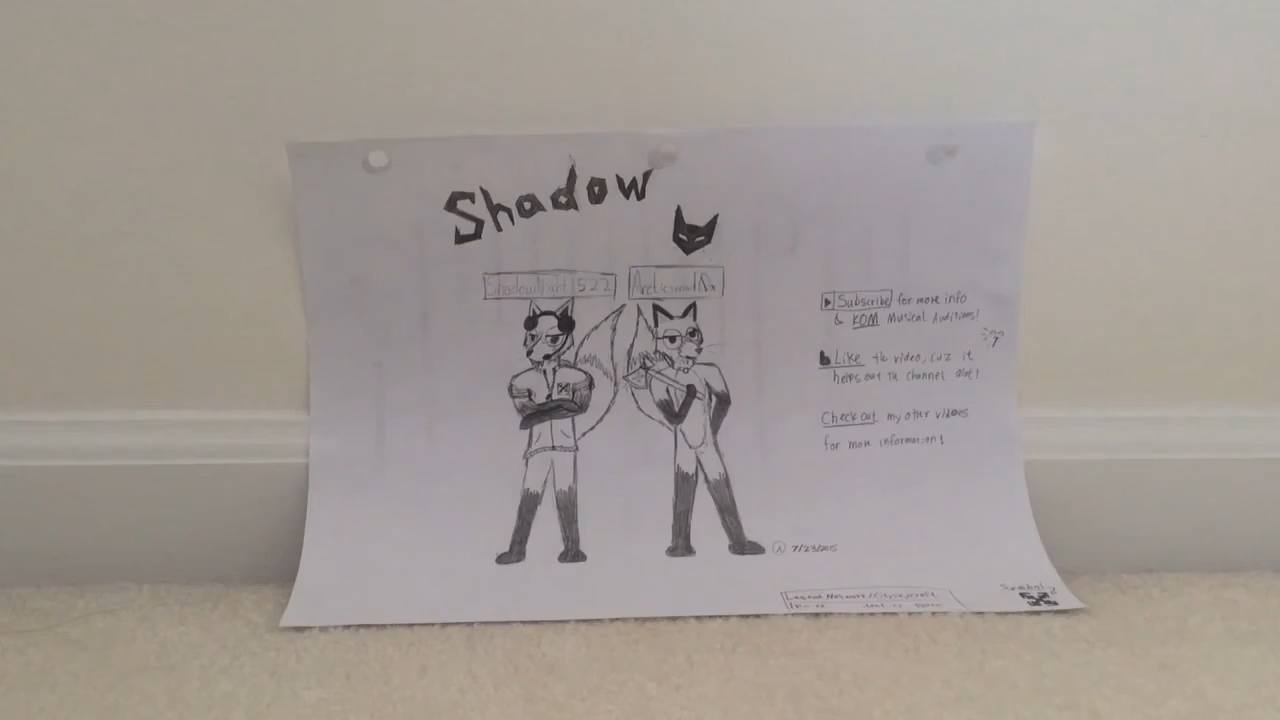 Shadow
Subscribe for more info
& KOM Musical Auditions!
Like the video, cuz it
helps out the channel alot!
Check out my other videos
for more information!
7/23/2015